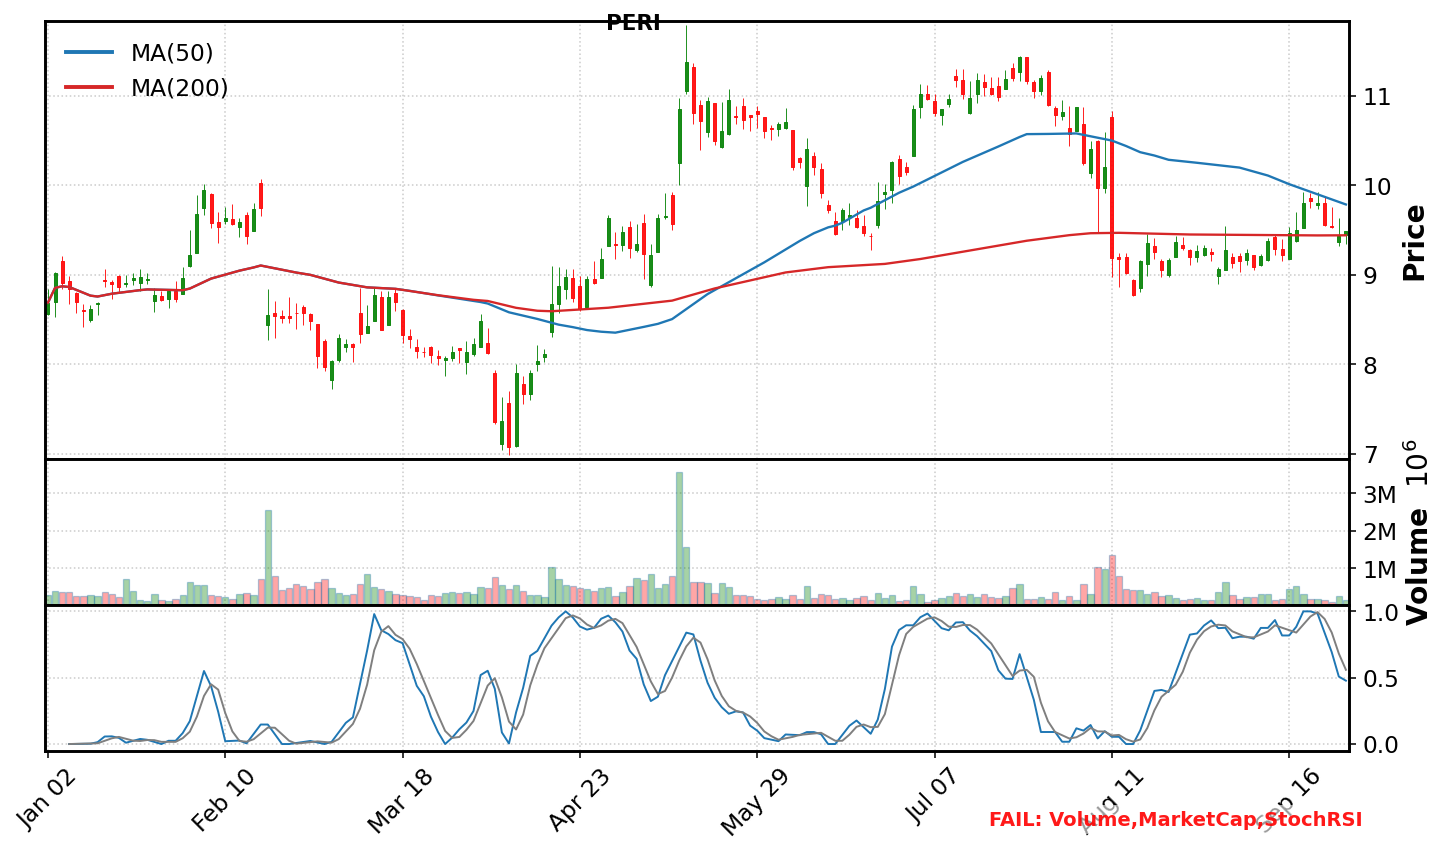 PERI
MA(50)
MA(200)
11
10
9
8
7
Price
3M
2M
1M
Volume 10^6
1.0
0.5
0.0
Jan 02
Feb 10
Mar 18
Apr 23
May 29
Jul 07
Aug 11
Sep 16
FAIL: Volume,MarketCap,StochRSI